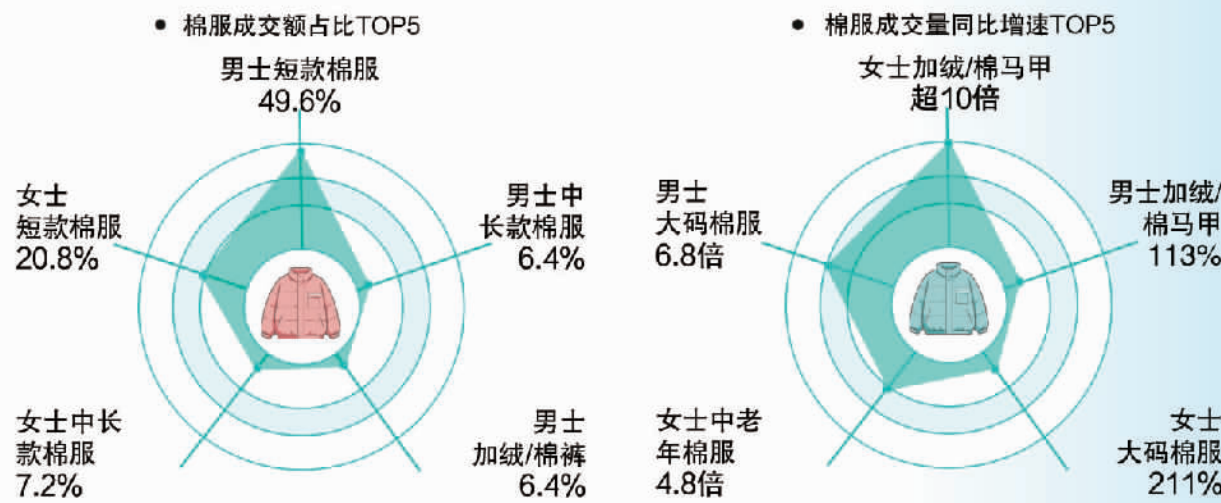 • 棉服成交额占比TOP5
男士短款棉服
49.6%
女士
短款棉服
20.8%
男士中
长款棉服
6.4%
女士中长
款棉服
7.2%
男士
加绒/棉裤
6.4%
• 棉服成交量同比增速TOP5
女士加绒/棉马甲
超10倍
男士
大码棉服
6.8倍
男士加绒/
棉马甲
113%
女士中老
年棉服
4.8倍
女士
大码棉服
211%